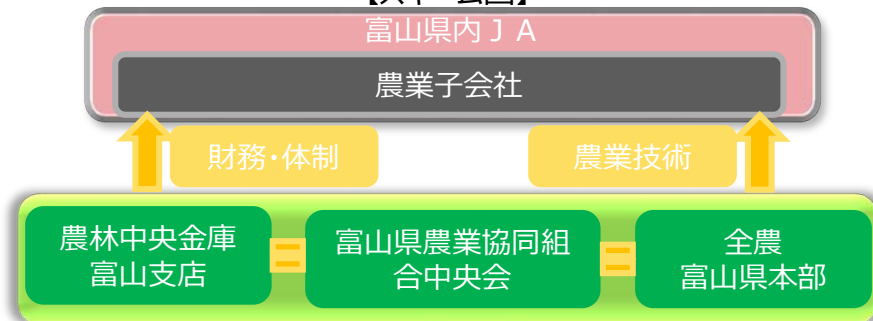 富山県内ＪＡ
農業子会社
財務・体制
農業技術
農林中央金庫
富山支店
＝
富山県農業協同組
合中央会
＝
全農
富山県本部